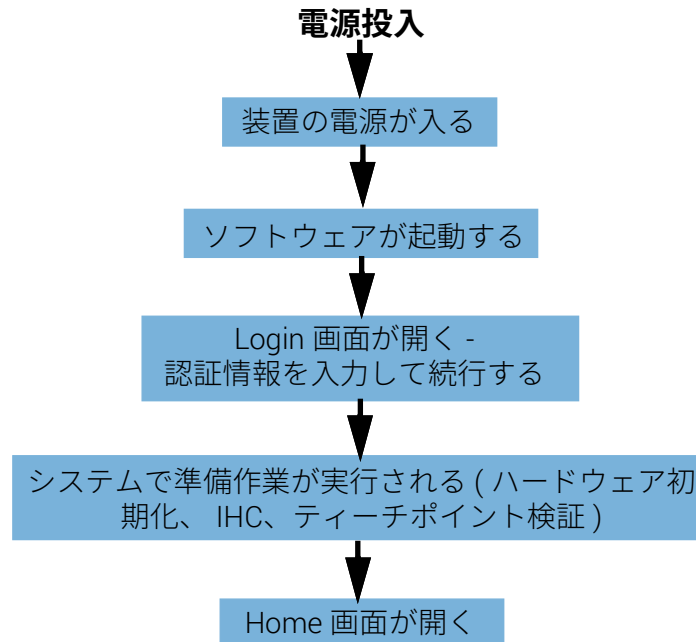 電源投入
装置の電源が入る
ソフトウェアが起動する
Login 画面が開く -
認証情報を入力して続行する
システムで準備作業が実行される ( ハードウェア初
期化、 IHC、ティーチポイント検証 )
Home 画面が開く